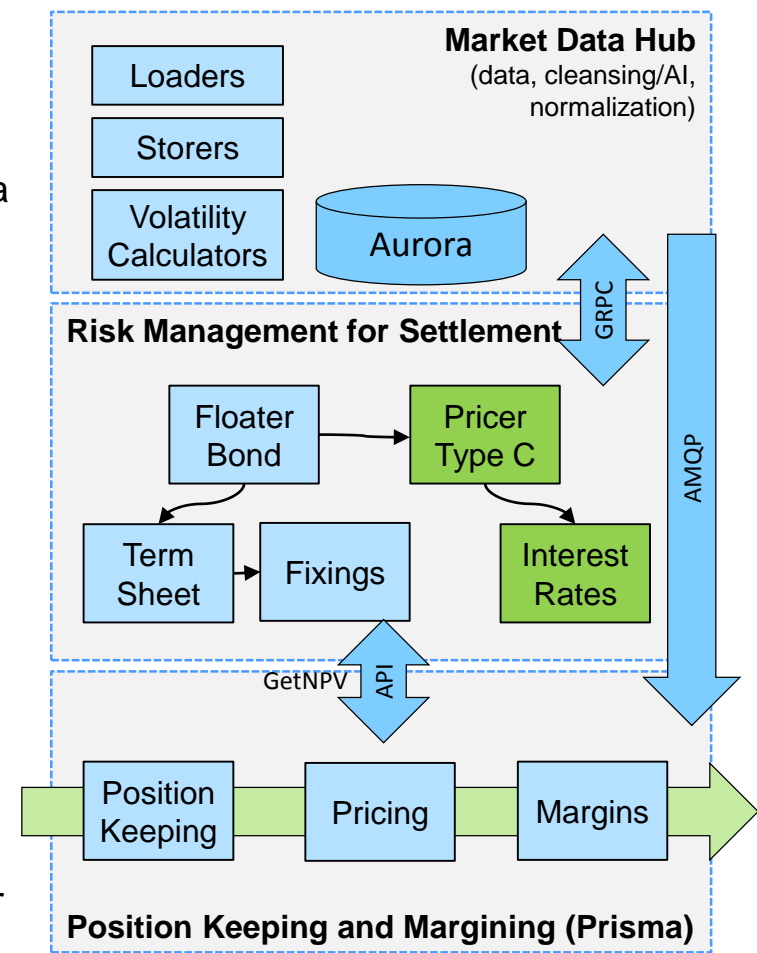 Market Data Hub
(data, cleansing/AI,
normalization)
Loaders
Storers
a
Volatility
Calculators
Aurora
GRPC
Risk Management for Settlement
Floater
Bond
Pricer
Type C
AMQP
Term
Sheet
Fixings
Interest
Rates
GetNPV
API
Position
Keeping
Pricing
Margins
Position Keeping and Margining (Prisma)